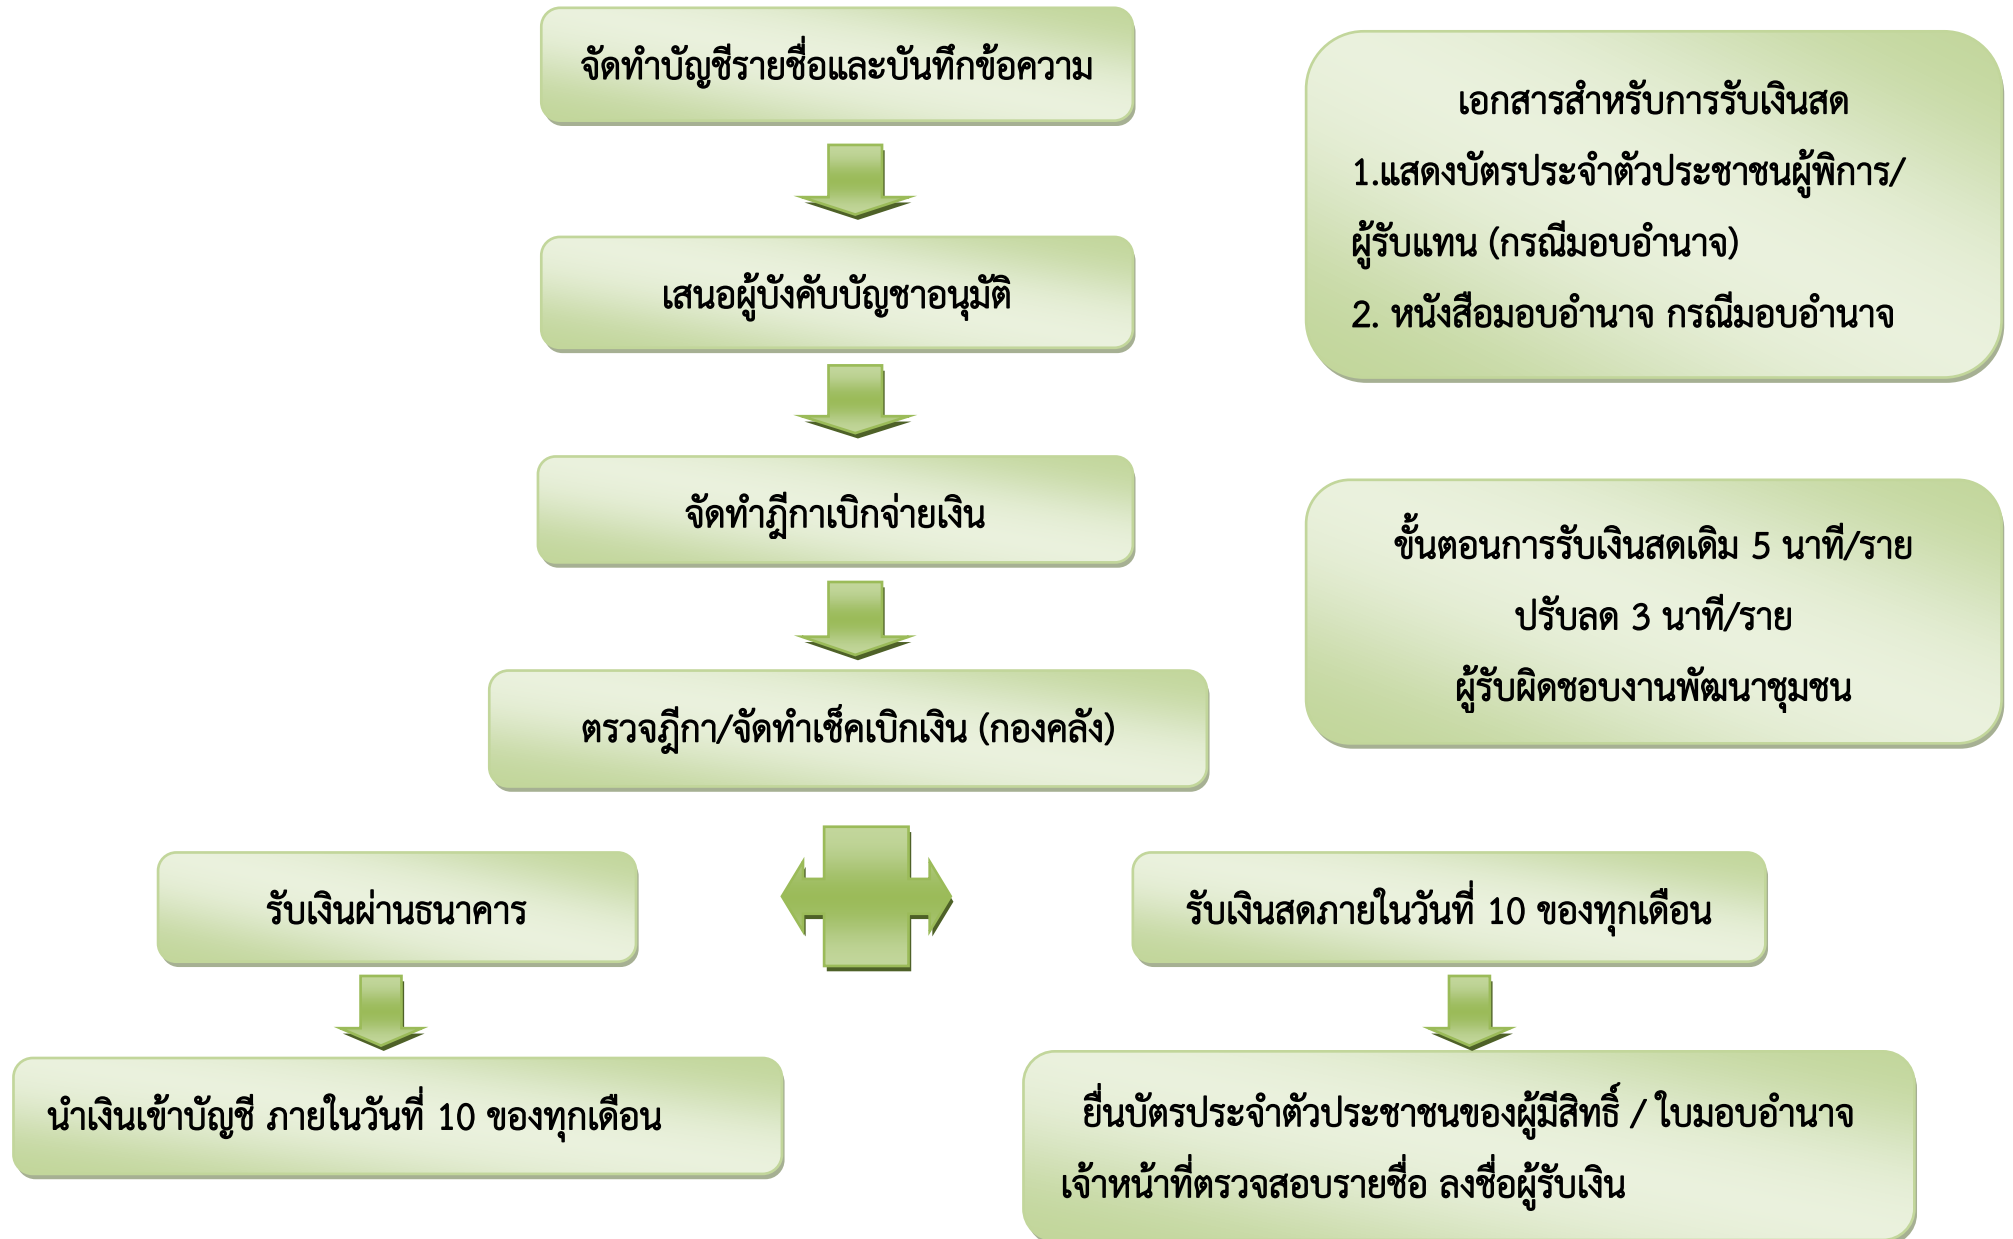 จัดทำบัญชีรายชื่อและบันทึกข้อความ
เสนอผู้บังคับบัญชาอนุมัติ
จัดทำฎีกาเบิกจ่ายเงิน
ตรวจฎีกา/จัดทำเช็คเบิกเงิน (กองคลัง)
เอกสารสำหรับการรับเงินสด
1.แสดงบัตรประจำตัวประชาชนผู้พิการ/
ผู้รับแทน (กรณีมอบอำนาจ)
2. หนังสือมอบอำนาจ กรณีมอบอำนาจ
ขั้นตอนการรับเงินสดเดิม 5 นาที/ราย
ปรับลด 3 นาที/ราย
ผู้รับผิดชอบงานพัฒนาชุมชน
รับเงินผ่านธนาคาร
นำเงินเข้าบัญชี ภายในวันที่ 10 ของทุกเดือน
รับเงินสดภายในวันที่ 10 ของทุกเดือน
ยื่นบัตรประจำตัวประชาชนของผู้มีสิทธิ์ / ใบมอบอำนาจ
เจ้าหน้าที่ตรวจสอบรายชื่อ ลงชื่อผู้รับเงิน